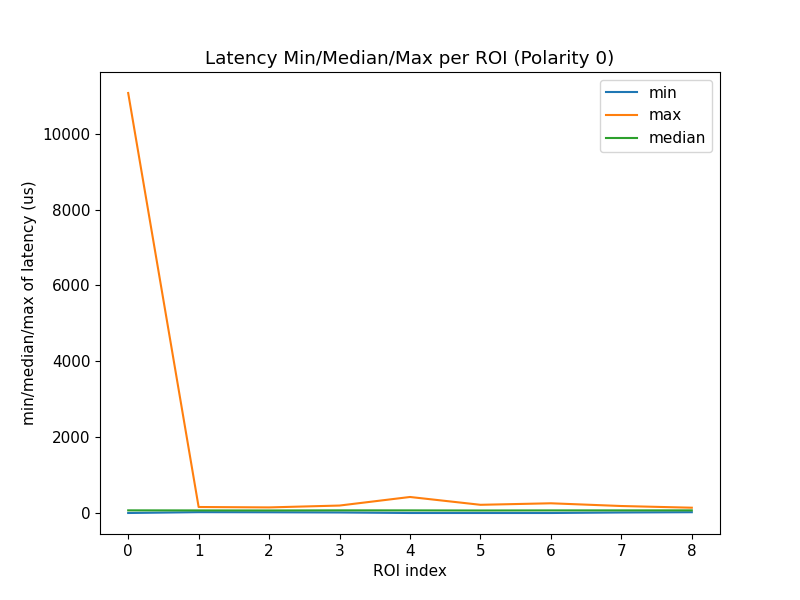 Latency Min/Median/Max per ROI (Polarity 0)
min
max
median
min/median/max of latency (us)
10000
8000
6000
4000
2000
0
0 1 2 3 4 5 6 7 8
ROI index